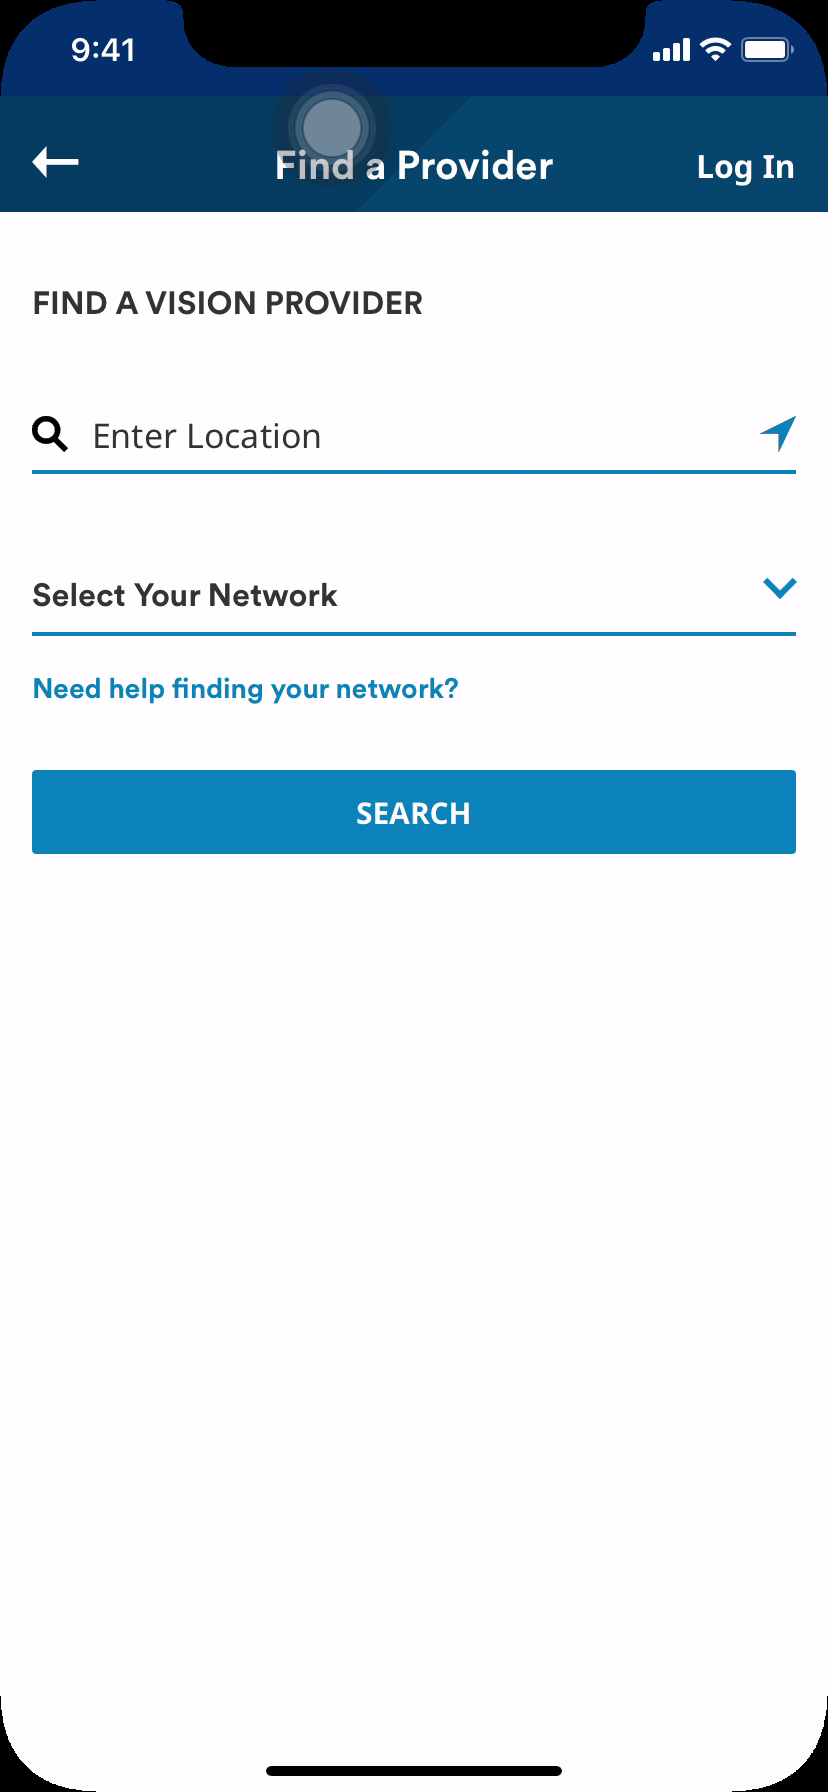 9:41
Find a Provider
Log In
FIND A VISION PROVIDER
Enter Location
Select Your Network
Need help finding your network?
SEARCH